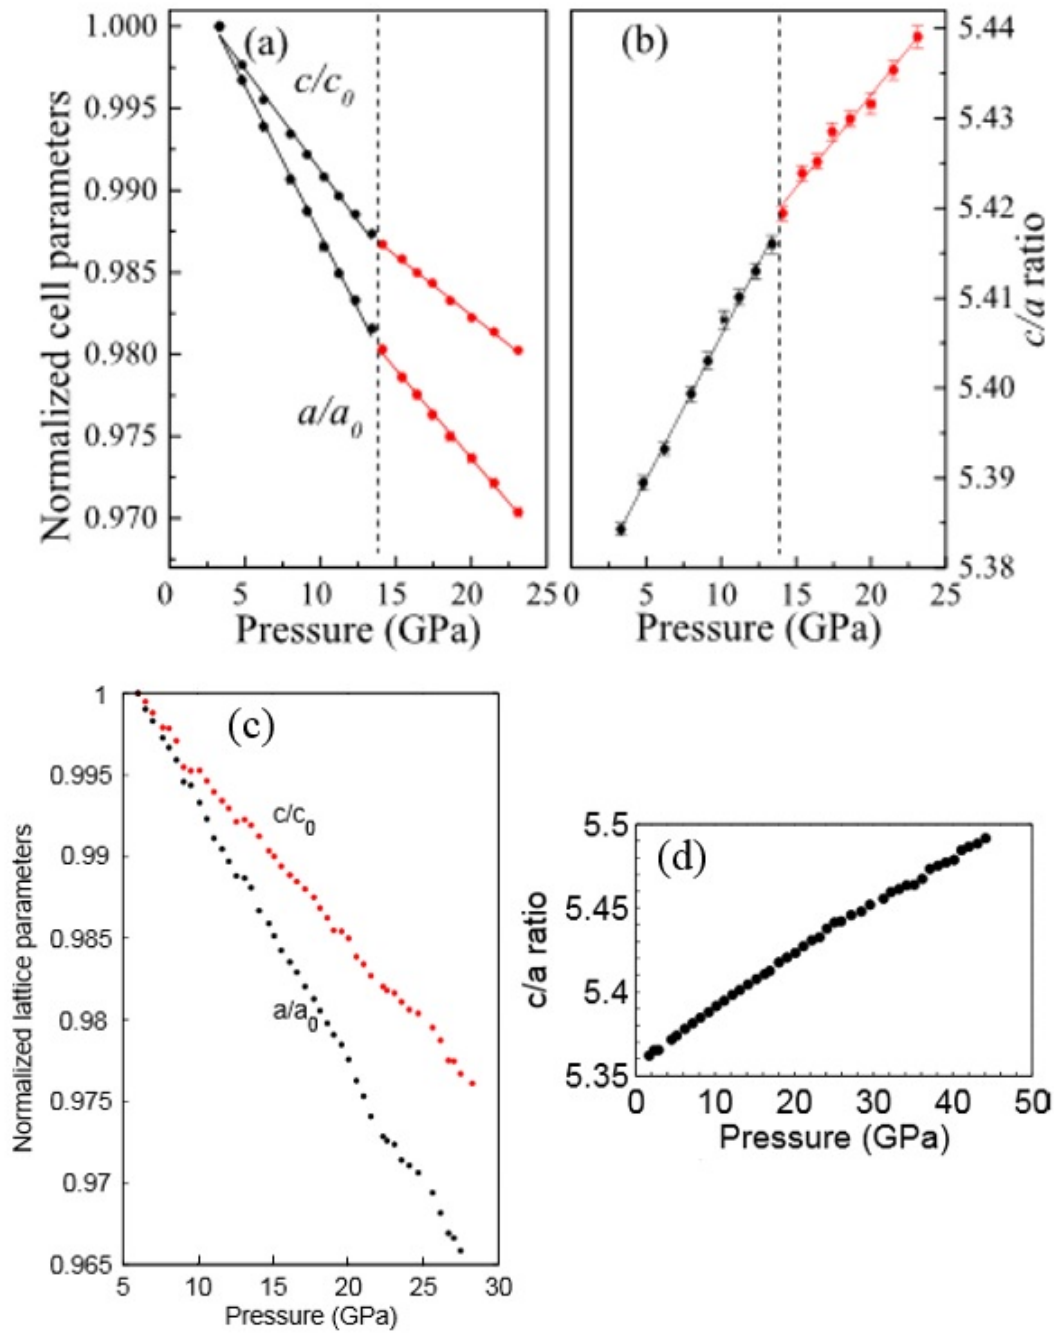 (a)
c/c0
a/a0
1.000
0.995
0.990
0.985
0.980
0.975
0.970
Normalized cell parameters
0 5 10 15 20 25
Pressure (GPa)
(b)
5.44
5.43
5.42
5.41
5.40
5.39
5.38
c/a ratio
0 5 10 15 20 25
Pressure (GPa)
(c)
c/c0
a/a0
1
0.995
0.99
0.985
0.98
0.975
0.97
0.965
Normalized lattice parameters
5 10 15 20 25 30
Pressure (GPa)
(d)
5.5
5.45
5.4
5.35
c/a ratio
0 10 20 30 40 50
Pressure (GPa)